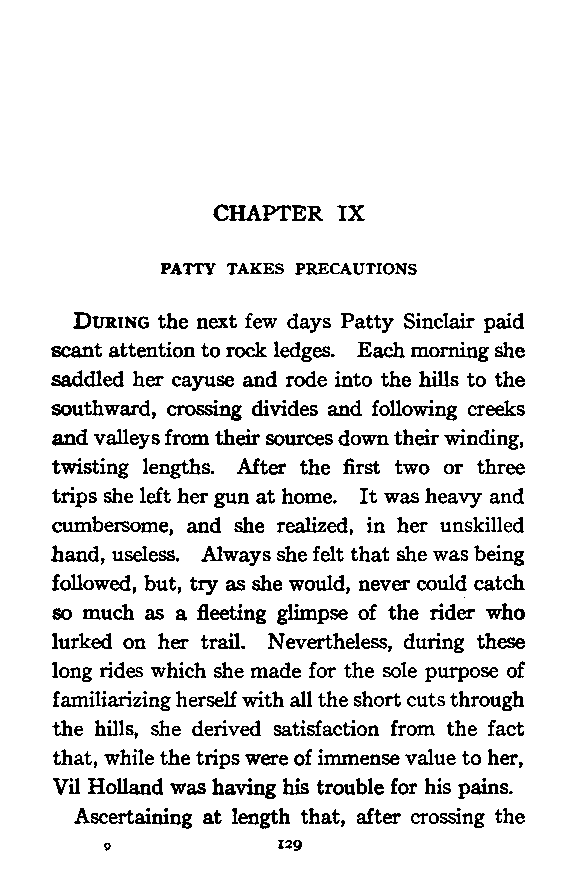 CHAPTER IX
PATTY TAKES PRECAUTIONS
DURING the next few days Patty Sinclair paid
scant attention to rock ledges. Each morning she
saddled her cayuse and rode into the hills to the
southward, crossing divides and following creeks
and valleys from their sources down their winding,
twisting lengths. After the first two or three
trips she left her gun at home. It was heavy and
cumbersome, and she realized, in her unskilled
hand, useless. Always she felt that she was being
followed, but, try as she would, never could catch
so much as a fleeting glimpse of the rider who
lurked on her trail. Nevertheless, during these
long rides which she made for the sole purpose of
familiarizing herself with all the short cuts through
the hills, she derived satisfaction from the fact
that, while the trips were of immense value to her,
Vil Holland was having his trouble for his pains.
Ascertaining at length that, after crossing the
9 129